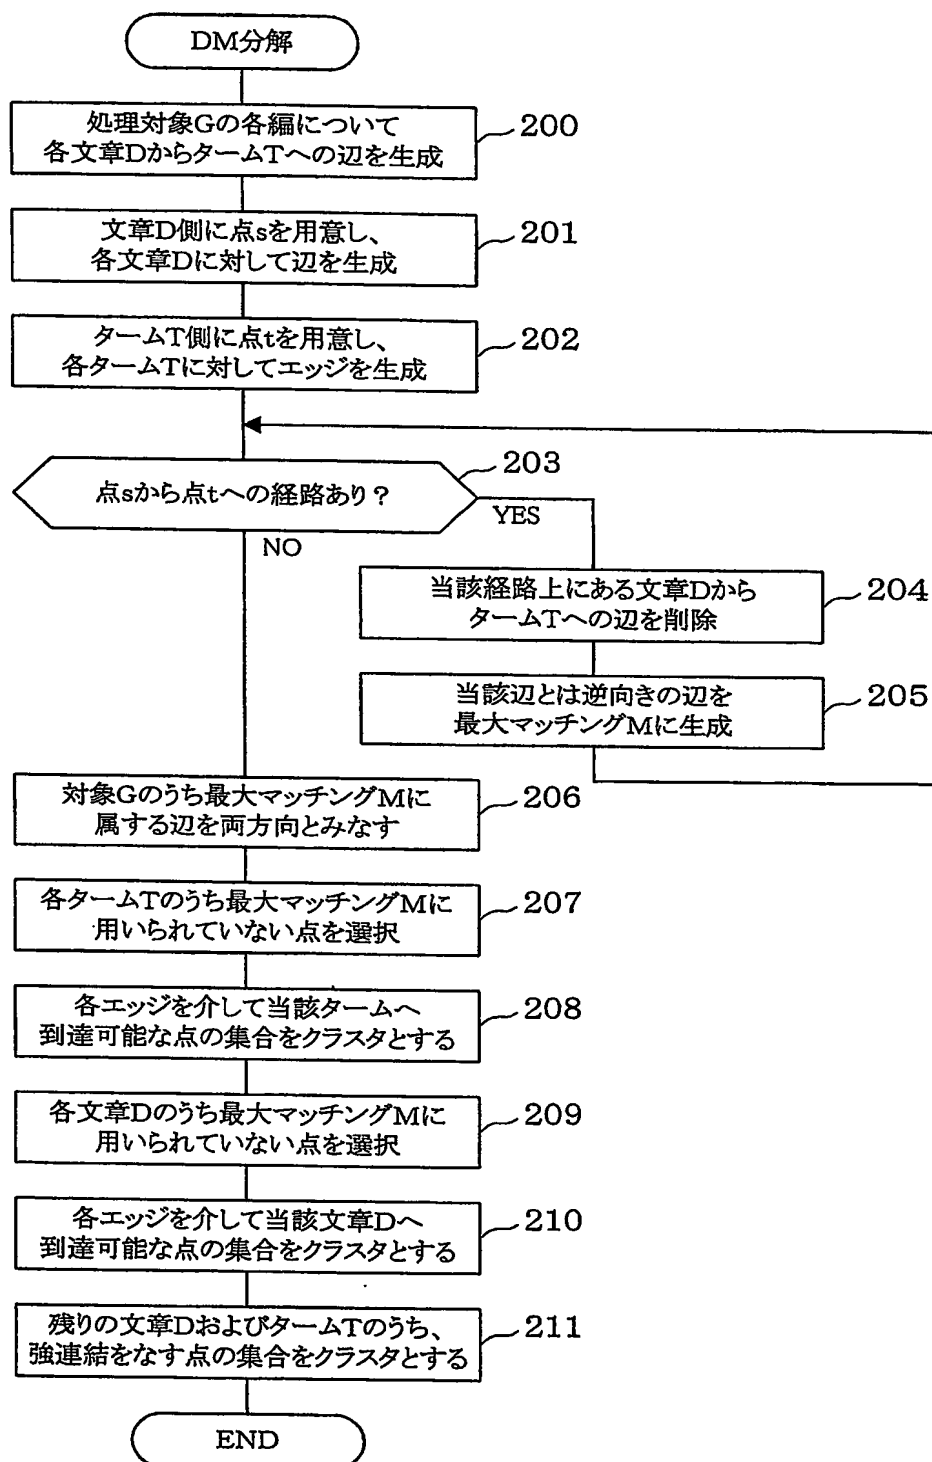 DM分解
処理対象Gの各編について
各文章DからタームTへの辺を生成
200
文章D側に点sを用意し、
各文章Dに対して辺を生成
201
タームT側に点tを用意し、
各タームTに対してエッジを生成
202
点sから点tへの経路あり？
203
YES
NO
当該経路上にある文章Dから
タームTへの辺を削除
204
当該辺とは逆向きの辺を
最大マッチングMに生成
205
対象Gのうち最大マッチングMに
属する辺を両方向とみなす
206
各タームTのうち最大マッチングMに
用いられていない点を選択
207
各エッジを介して当該タームへ
到達可能な点の集合をクラスタとする
208
各文章Dのうち最大マッチングMに
用いられていない点を選択
209
各エッジを介して当該文章Dへ
到達可能な点の集合をクラスタとする
210
残りの文章DおよびタームTのうち、
強連結をなす点の集合をクラスタとする
211
END